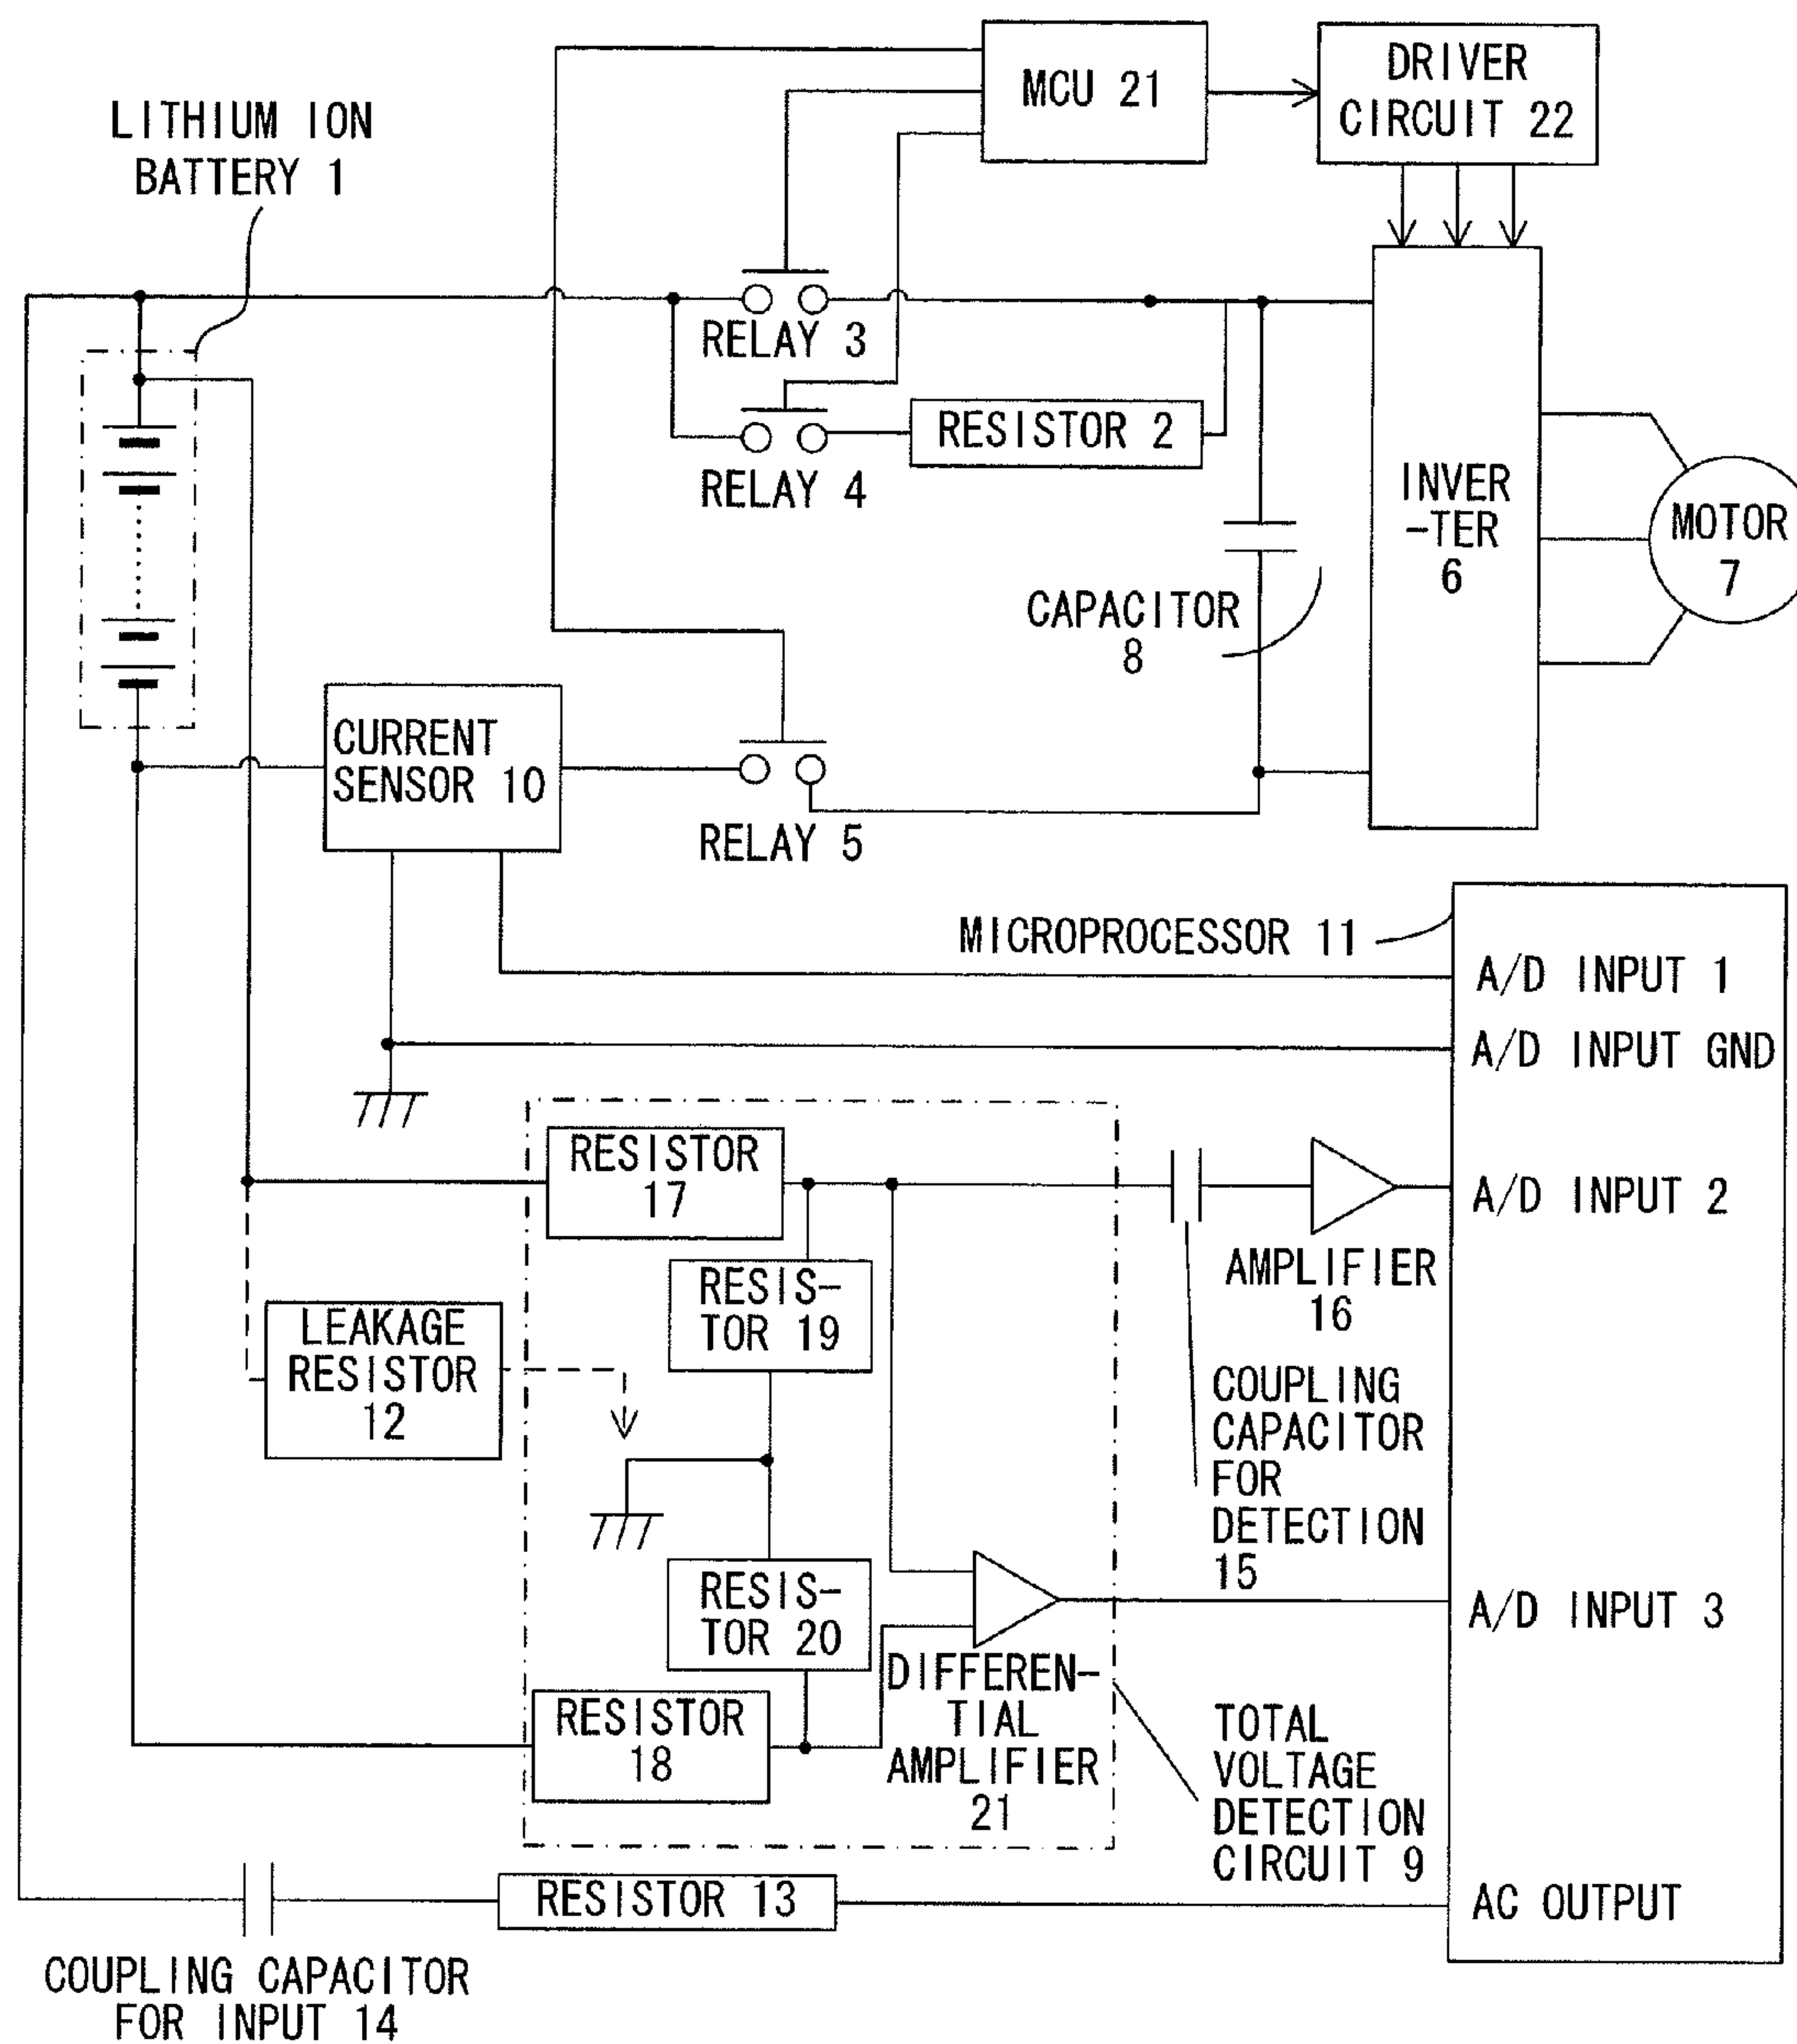 MCU 21
DRIVER
CIRCUIT 22
LITHIUM ION
BATTERY 1
RELAY 3
RESISTOR 2
RELAY 4
INVER
-TER
6
MOTOR
7
CAPACITOR
8
CURRENT
SENSOR 10
RELAY 5
MICROPROCESSOR 11
A/D INPUT 1
A/D INPUT GND
A/D INPUT 2
A/D INPUT 3
AC OUTPUT
RESISTOR
17
RESIS-
TOR 19
AMPLIFIER
16
LEAKAGE
RESISTOR
12
COUPLING
CAPACITOR
FOR
DETECTION
15
RESIS-
TOR 20
DIFFEREN-
TIAL
AMPLIFIER
21
RESISTOR
18
TOTAL
VOLTAGE
DETECTION
CIRCUIT 9
RESISTOR 13
COUPLING CAPACITOR
FOR INPUT 14